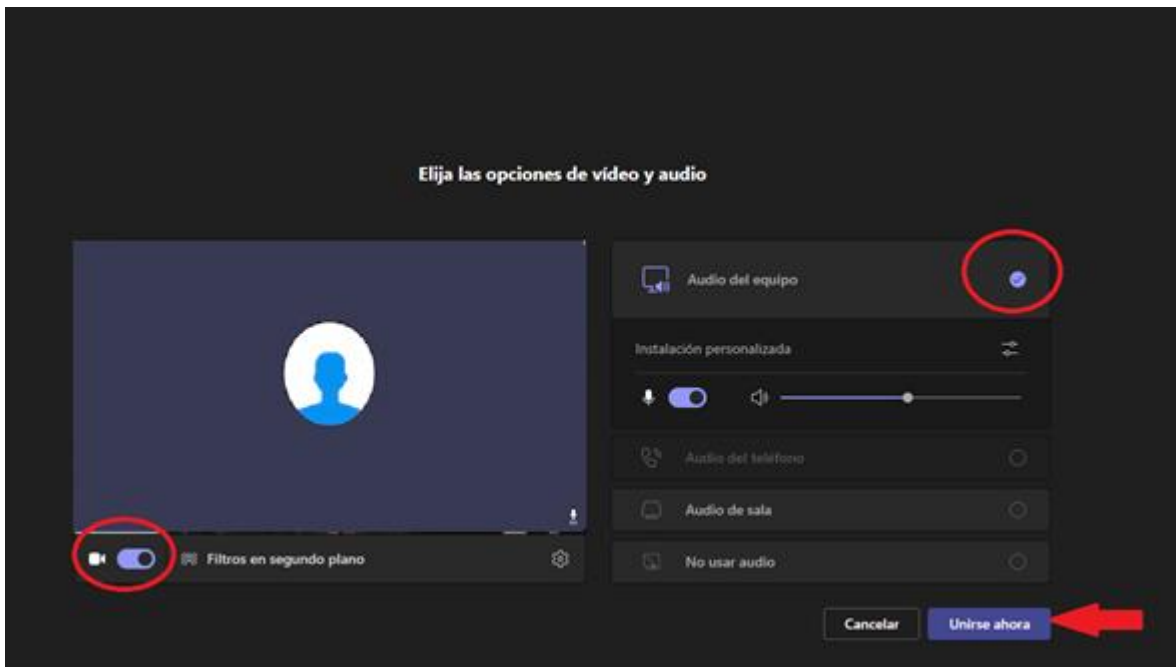 Elija las opciones de vídeo y audio
Audio del equipo
Instalación personalizada
Audio del teléfono
Audio de sala
Filtros en segundo plano
No usar audio
Cancelar
Unirse ahora